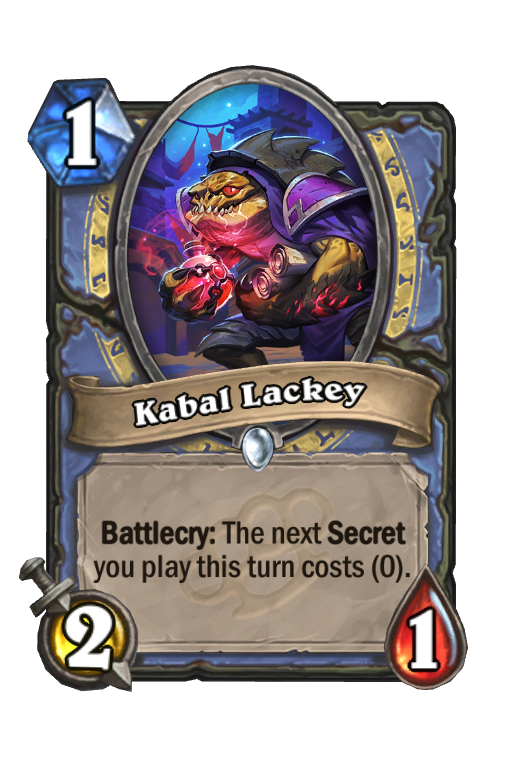 1
Kabal Lackey
Battlecry: The next Secret
you play this turn costs (0).
2
1